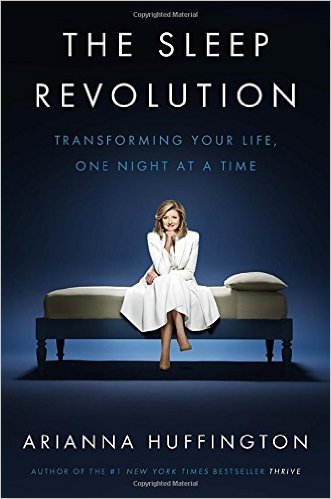 THE SLEEP
REVOLUTION
TRANSFORMING YOUR LIFE,
ONE NIGHT AT A TIME
ARIANNA HUFFINGTON
AUTHOR OF THE #1 NEW YORK TIMES BESTSELLER THRIVE